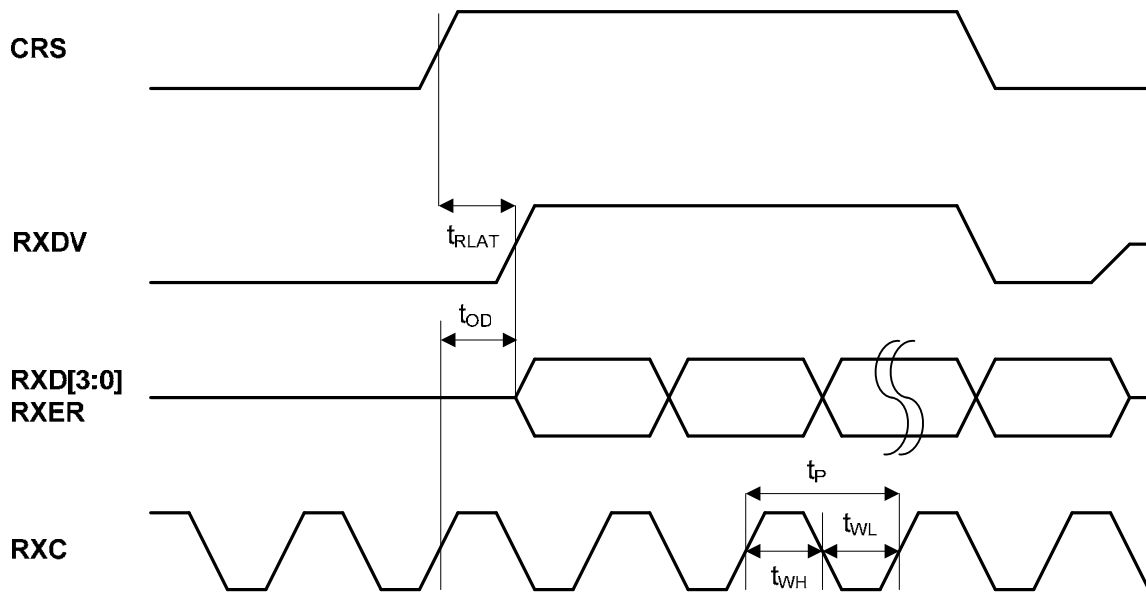 CRS
RXDV
tRLAT
tOD
RXD[3:0]
RXER
tP
RXC
tWL
tWH